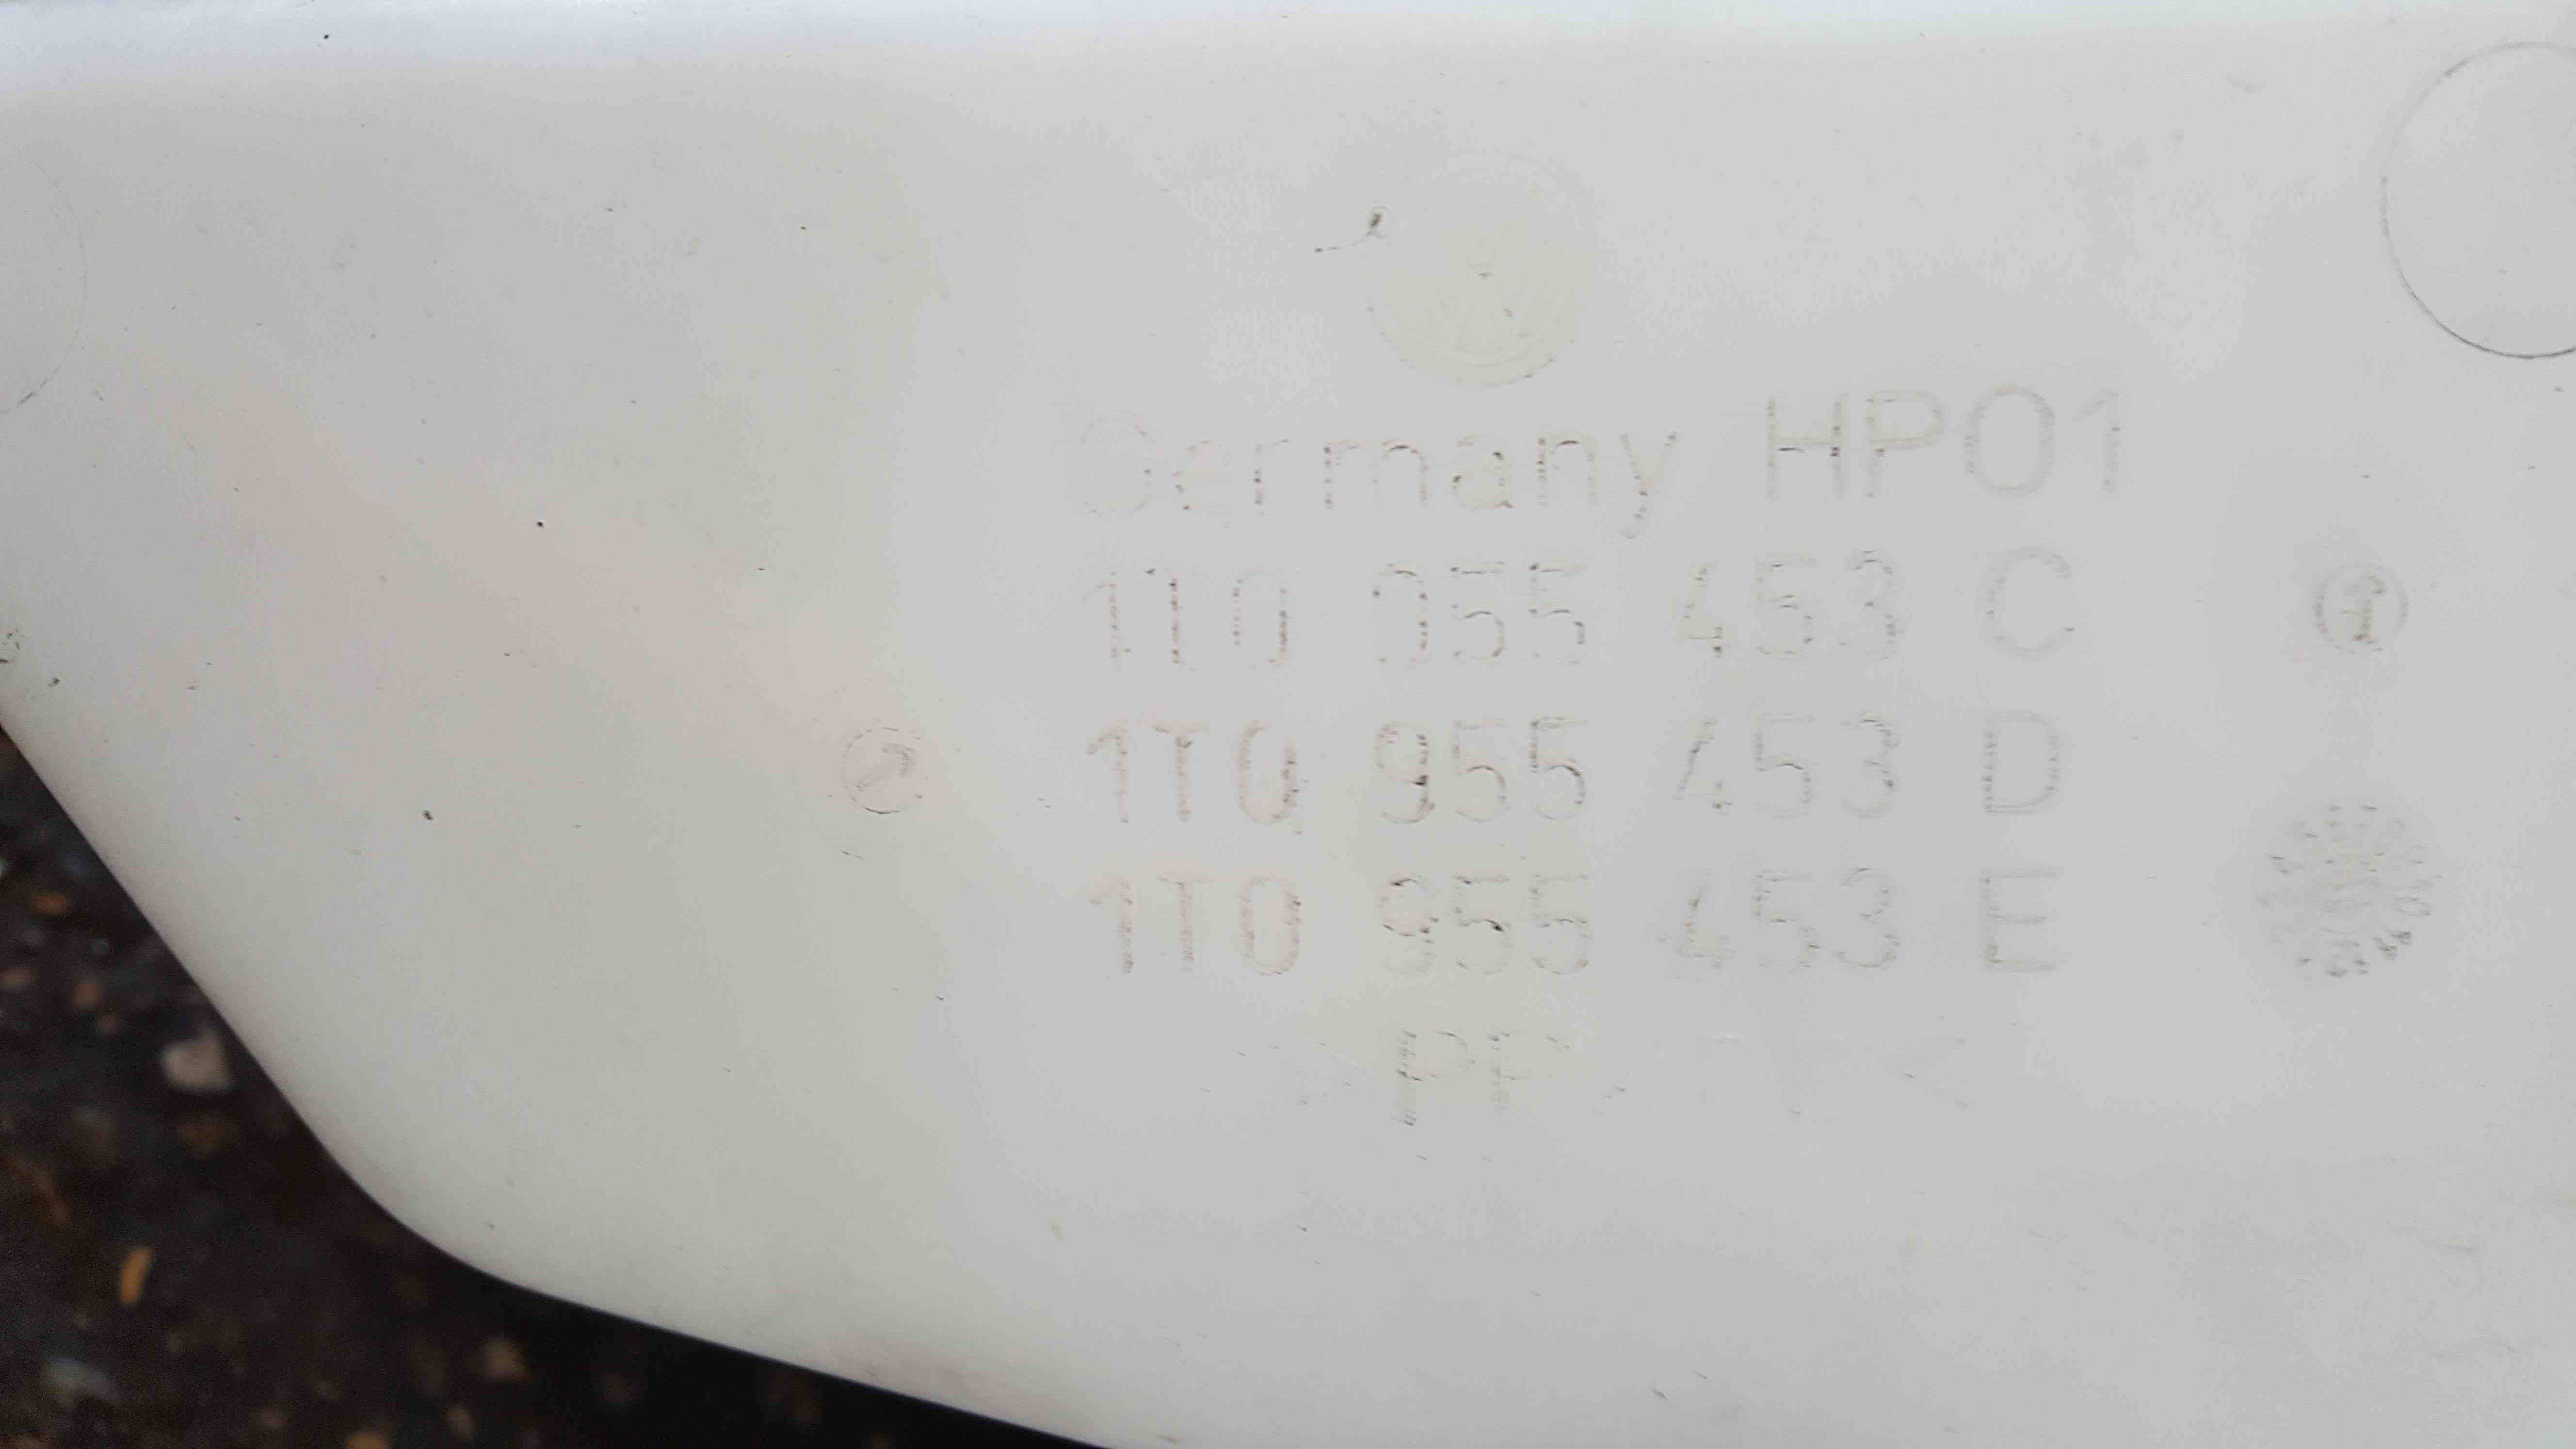 Germany HP01
1T0 955 453 C
1T0 955 453 D
1T0 955 453 E
PP